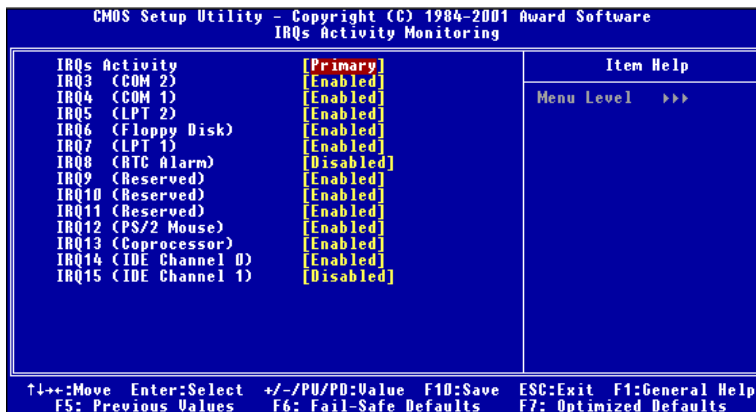 CMOS Setup Utility - Copyright (C) 1984-2001 Award Software
IRQs Activity Monitoring
IRQs Activity [Primary]
IRQ3 (COM 2) [Enabled]
IRQ4 (COM 1) [Enabled]
IRQ5 (LPT 2) [Enabled]
IRQ6 (Floppy Disk) [Enabled]
IRQ7 (LPT 1) [Enabled]
IRQ8 (RTC Alarm) [Disabled]
IRQ9 (Reserved) [Enabled]
IRQ10 (Reserved) [Enabled]
IRQ11 (Reserved) [Enabled]
IRQ12 (PS/2 Mouse) [Enabled]
IRQ13 (Coprocessor) [Enabled]
IRQ14 (IDE Channel 0) [Enabled]
IRQ15 (IDE Channel 1) [Disabled]
Item Help
Menu Level ▸▸▸
↑↓→←:Move Enter:Select +/-/PU/PD:Value F10:Save ESC:Exit F1:General Help
F5: Previous Values F6: Fail-Safe Defaults F7: Optimized Defaults